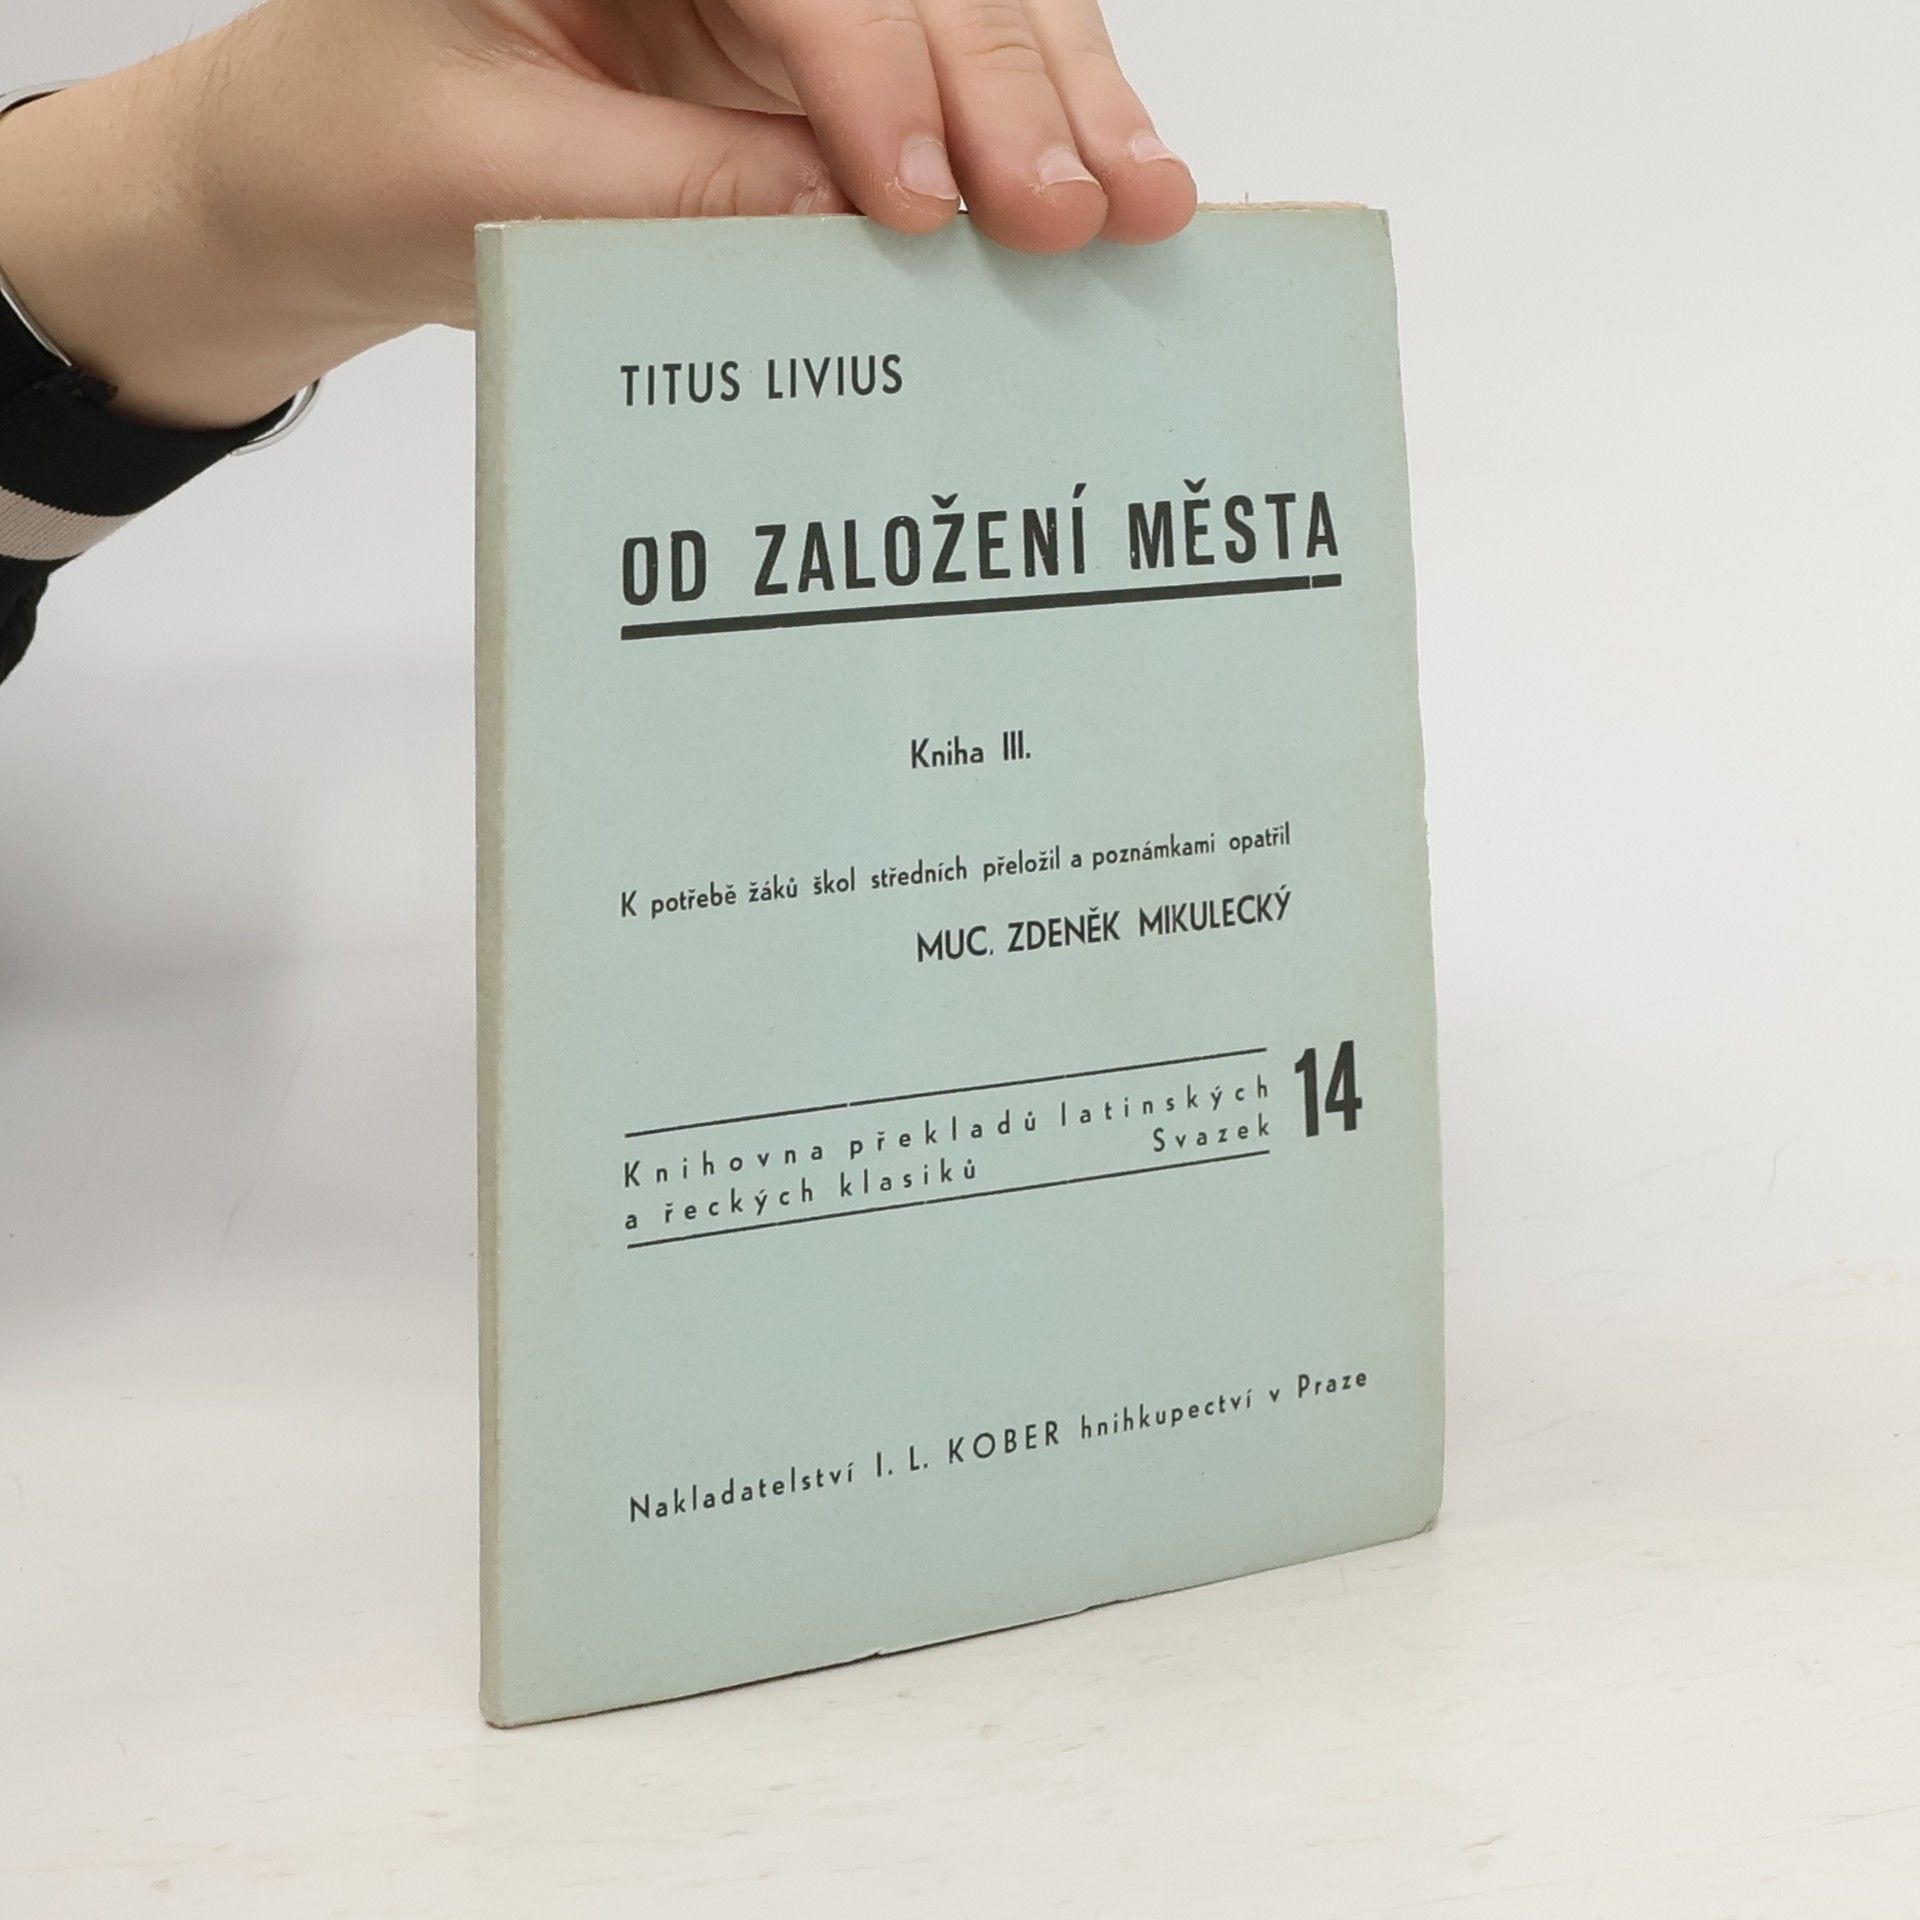 TITUS LIVIUS
OD ZALOŽENÍ MĚSTA
Kniha III.
K potřebě žáků škol středních přeložil a poznámkami opatřil
MUC. ZDENĚK MIKULECKÝ
Knihovna překladů latinských
a řeckých klasiků Svazek 14
Nakladatelství I. L. KOBER hnihkupectví v Praze